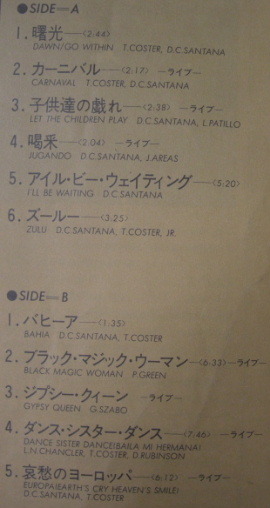 ●SIDE—A
1. 曙光—〈2:44〉
DAWN/GO WITHIN T.COSTER, D.C.SANTANA
2. カーニバル—〈2:17〉 —ライブ—
CARNAVAL T.COSTER, D.C.SANTANA
3. 子供達の戯れ—〈2:38〉 —ライブ—
LET THE CHILDREN PLAY D.C.SANTANA, L.PATILLO
4. 喝采—〈2:04〉 —ライブ—
JUGANDO D.C.SANTANA, J.AREAS
5. アイル・ビー・ウェイティング—〈5:20〉
I'LL BE WAITING D.C.SANTANA
6. ズールー—〈3:25〉
ZULU D.C.SANTANA, T.COSTER, JR.
●SIDE—B
1. バヒーア—〈1:35〉
BAHIA D.C.SANTANA, T.COSTER
2. ブラック・マジック・ウーマン—〈6:33〉 —ライブ—
BLACK MAGIC WOMAN P.GREEN
3. ジプシー・クィーン —ライブ—
GYPSY QUEEN G.SZABO
4. ダンス・シスター・ダンス—〈7:46〉 —ライブ—
DANCE SISTER DANCE(BAILA MI HERMANA)
L.N.CHANCLER, T.COSTER, D.RUBINSON
5. 哀愁のヨーロッパ—〈6:12〉 —ライブ—
EUROPA(EARTH'S CRY HEAVEN'S SMILE)
D.C.SANTANA, T.COSTER